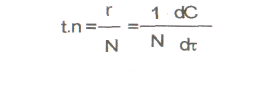 t.n = r/N = 1/N dC/dτ